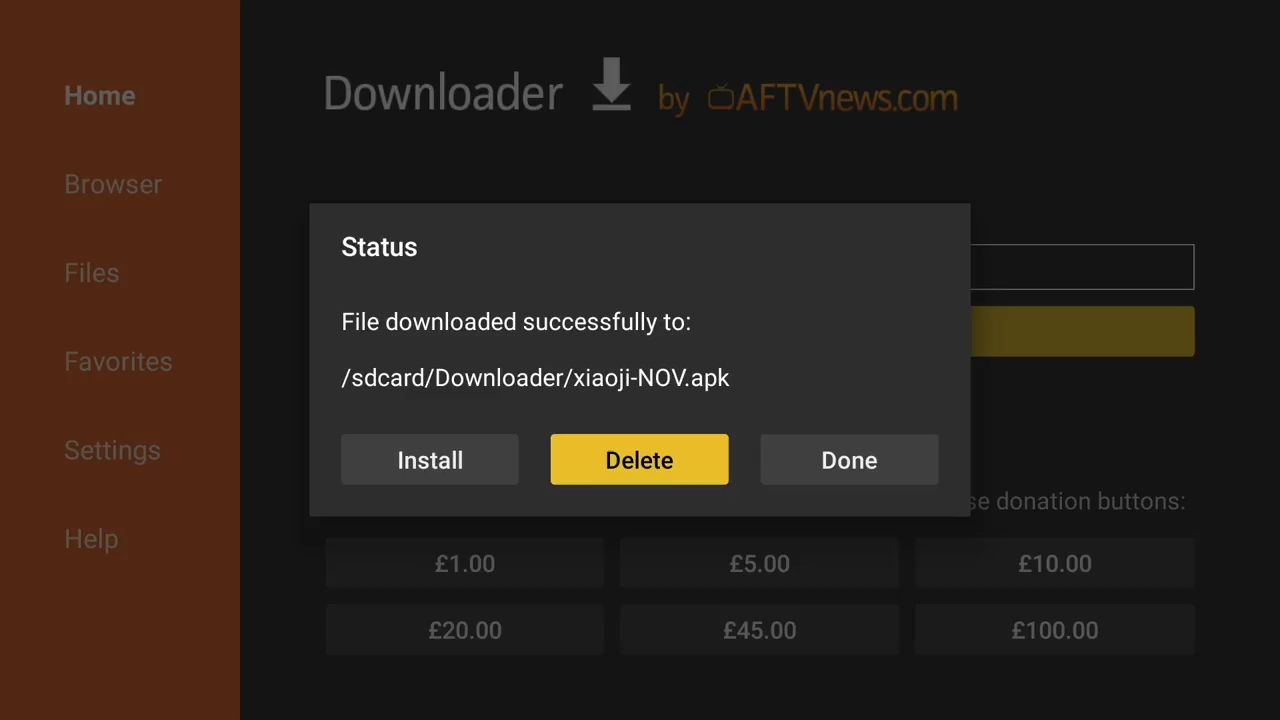 Home
Downloader by AFTVnews.com
Browser
Status
Files
File downloaded successfully to:
Favorites
/sdcard/Downloader/xiaoji-NOV.apk
Settings
Install Delete Done
se donation buttons:
Help
£1.00 £5.00 £10.00
£20.00 £45.00 £100.00